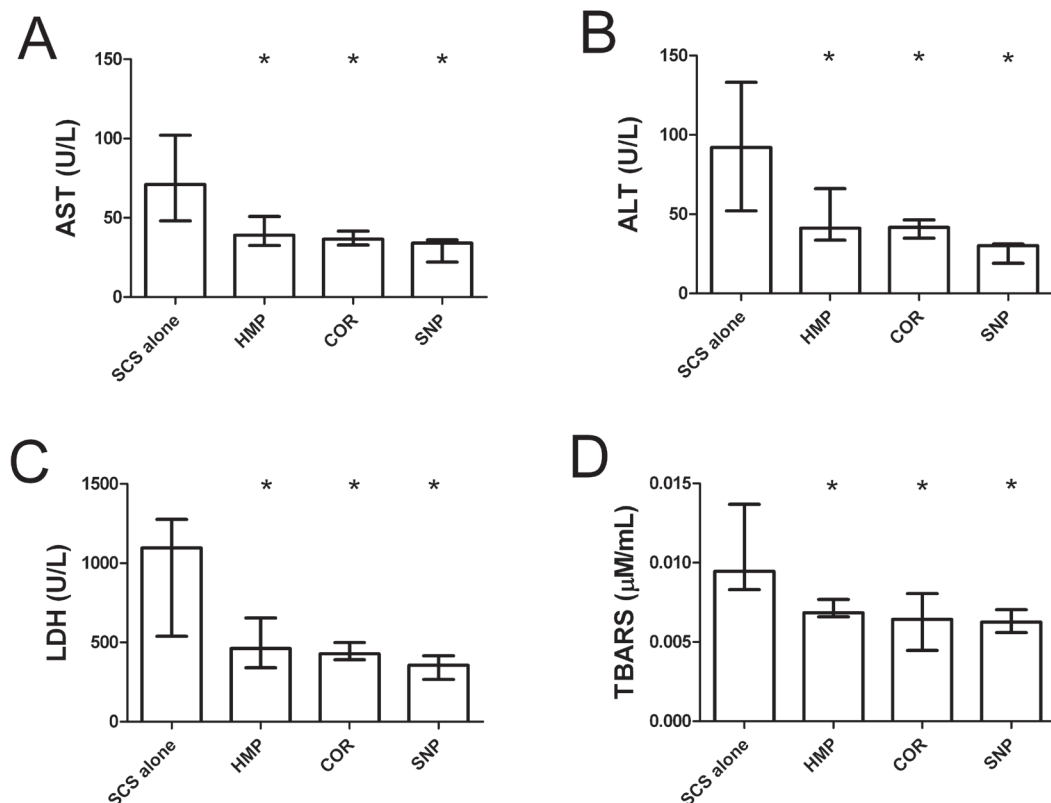 A
AST (U/L)
150
100
50
0
*
*
*
SCS alone
HMP
COR
SNP
B
ALT (U/L)
150
100
50
0
*
*
*
SCS alone
HMP
COR
SNP
C
LDH (U/L)
1500
1000
500
0
*
*
*
SCS alone
HMP
COR
SNP
D
TBARS (μM/mL)
0.015
0.010
0.005
0.000
*
*
*
SCS alone
HMP
COR
SNP